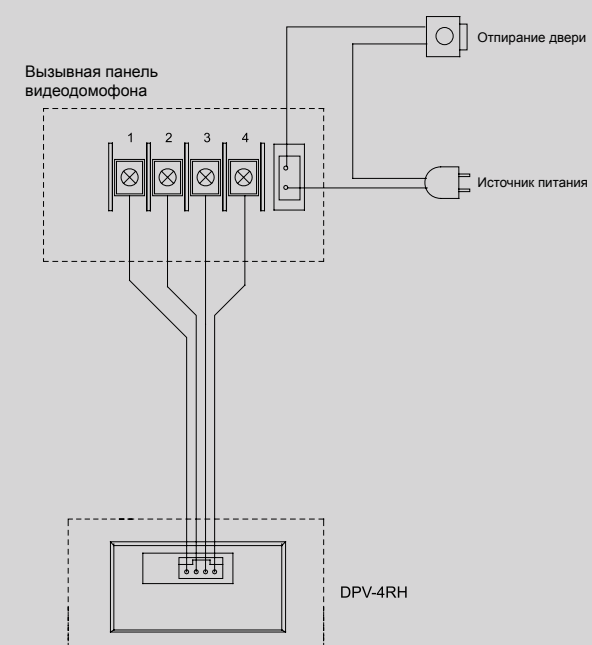 Отпирание двери
Вызывная панель
видеодомофона
1 2 3 4
Источник питания
DPV-4RH